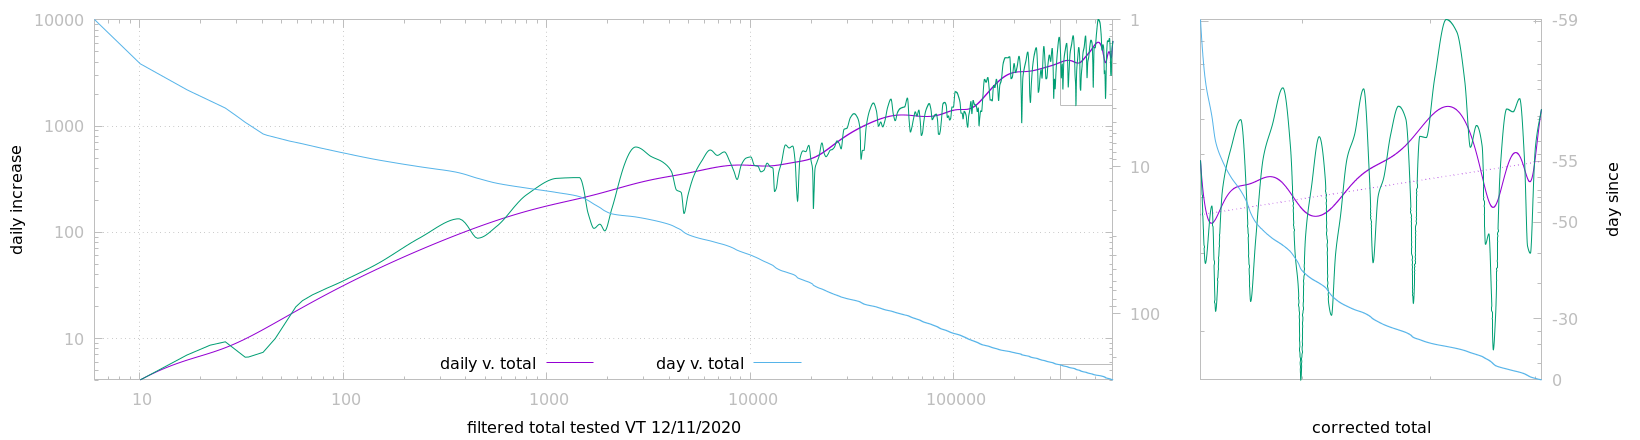 10000
1000
100
10
daily increase
10
100
1000
10000
100000
1
10
100
daily v. total
day v. total
filtered total tested VT 12/11/2020
-59
-55
-50
-30
0
day since
corrected total